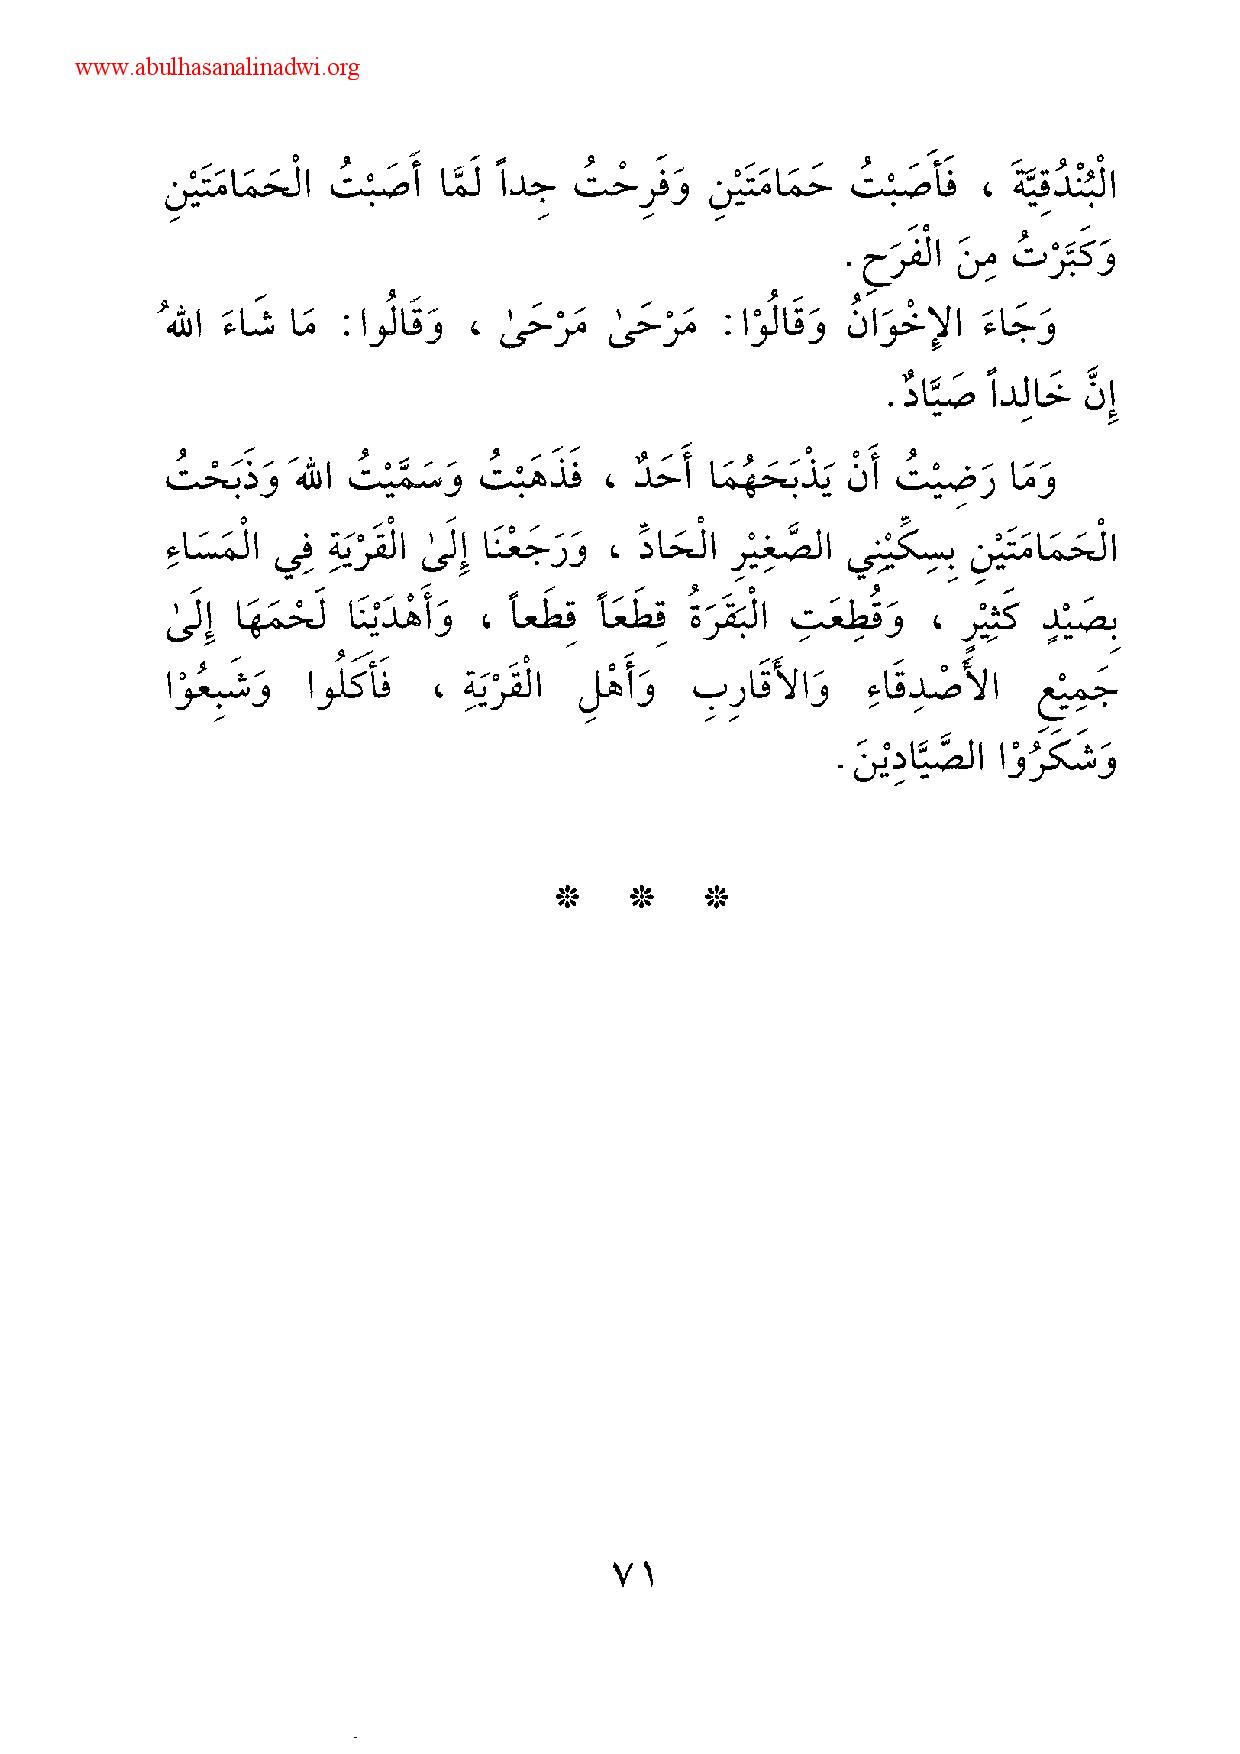 www.abulhasanalinadwi.org
الْبُنْدُقِيَّةَ ، فَأَصَبْتُ حَمَامَتَيْنِ وَفَرِحْتُ جِداً لَمَّا أَصَبْتُ الْحَمَامَتَيْنِ
وَكَبَّرْتُ مِنَ الْفَرَحِ .
وَجَاءَ الإِخْوَانُ وَقَالُوْا : مَرْحَىٰ مَرْحَىٰ ، وَقَالُوا : مَا شَاءَ اللهُ
إِنَّ خَالِداً صَيَّادٌ .
وَمَا رَضِيْتُ أَنْ يَذْبَحَهُمَا أَحَدٌ ، فَذَهَبْتُ وَسَمَّيْتُ اللهَ وَذَبَحْتُ
الْحَمَامَتَيْنِ بِسِكِّيْنِي الصَّغِيْرِ الْحَادِّ ، وَرَجَعْنَا إِلَىٰ الْقَرْيَةِ فِي الْمَسَاءِ
بِصَيْدٍ كَثِيْرٍ ، وَقُطِعَتِ الْبَقَرَةُ قِطَعَاً قِطَعاً ، وَأَهْدَيْنَا لَحْمَهَا إِلَىٰ
جَمِيْعِ الأَصْدِقَاءِ وَالأَقَارِبِ وَأَهْلِ الْقَرْيَةِ ، فَأَكَلُوا وَشَبِعُوْا
وَشَكَرُوْا الصَّيَّادِيْنَ .
❊ ❊ ❊
٧١